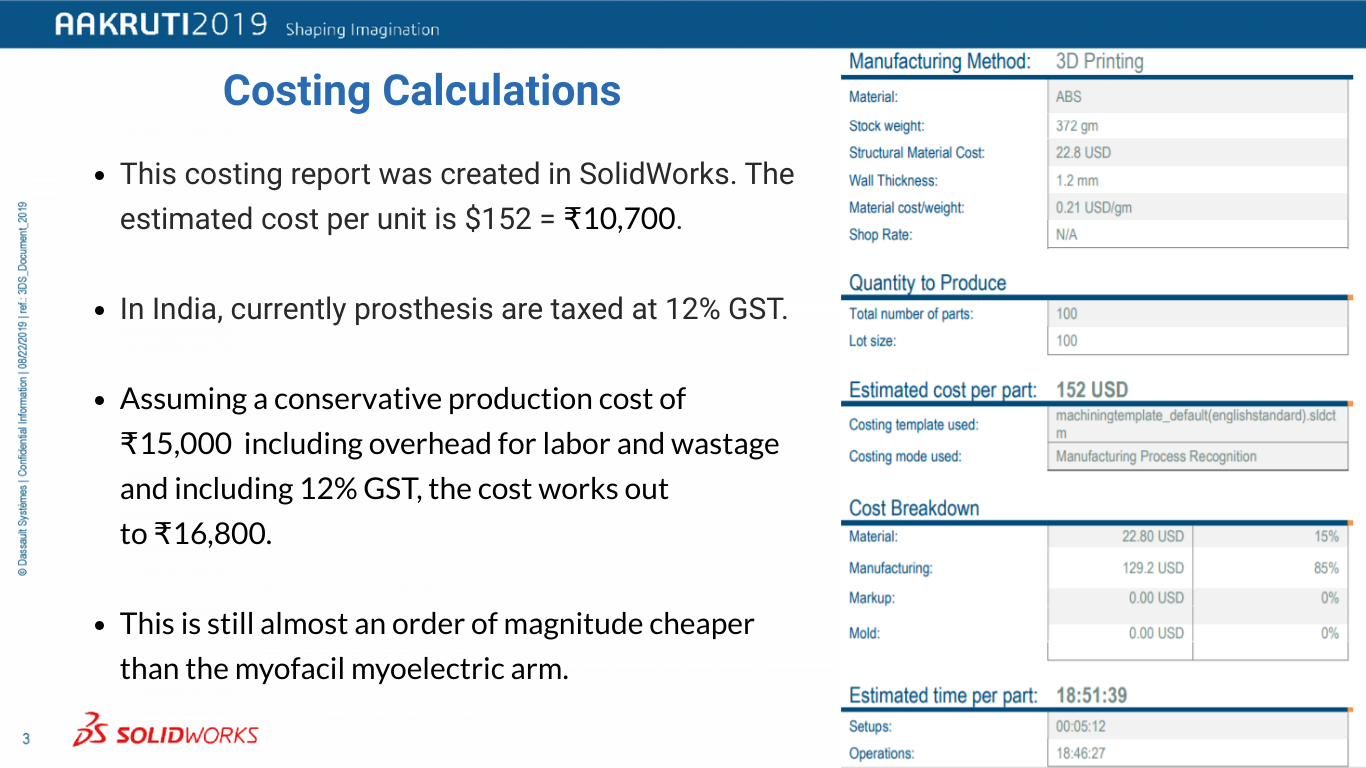 AAKRUTI2019 Shaping Imagination
Costing Calculations
• This costing report was created in SolidWorks. The
estimated cost per unit is $152 = ₹10,700.
• In India, currently prosthesis are taxed at 12% GST.
• Assuming a conservative production cost of
₹15,000 including overhead for labor and wastage
and including 12% GST, the cost works out
to ₹16,800.
• This is still almost an order of magnitude cheaper
than the myofacil myoelectric arm.
Manufacturing Method: 3D Printing
Material: ABS
Stock weight: 372 gm
Structural Material Cost: 22.8 USD
Wall Thickness: 1.2 mm
Material cost/weight: 0.21 USD/gm
Shop Rate: N/A
Quantity to Produce
Total number of parts: 100
Lot size: 100
Estimated cost per part: 152 USD
Costing template used: machiningtemplate_default(englishstandard).sldct
m
Costing mode used: Manufacturing Process Recognition
Cost Breakdown
Material: 22.80 USD 15%
Manufacturing: 129.2 USD 85%
Markup: 0.00 USD 0%
Mold: 0.00 USD 0%
Estimated time per part: 18:51:39
Setups: 00:05:12
Operations: 18:46:27
© Dassault Systèmes | Confidential Information | 08/22/2019 | ref.: 3DS_Document_2019
3
SOLIDWORKS